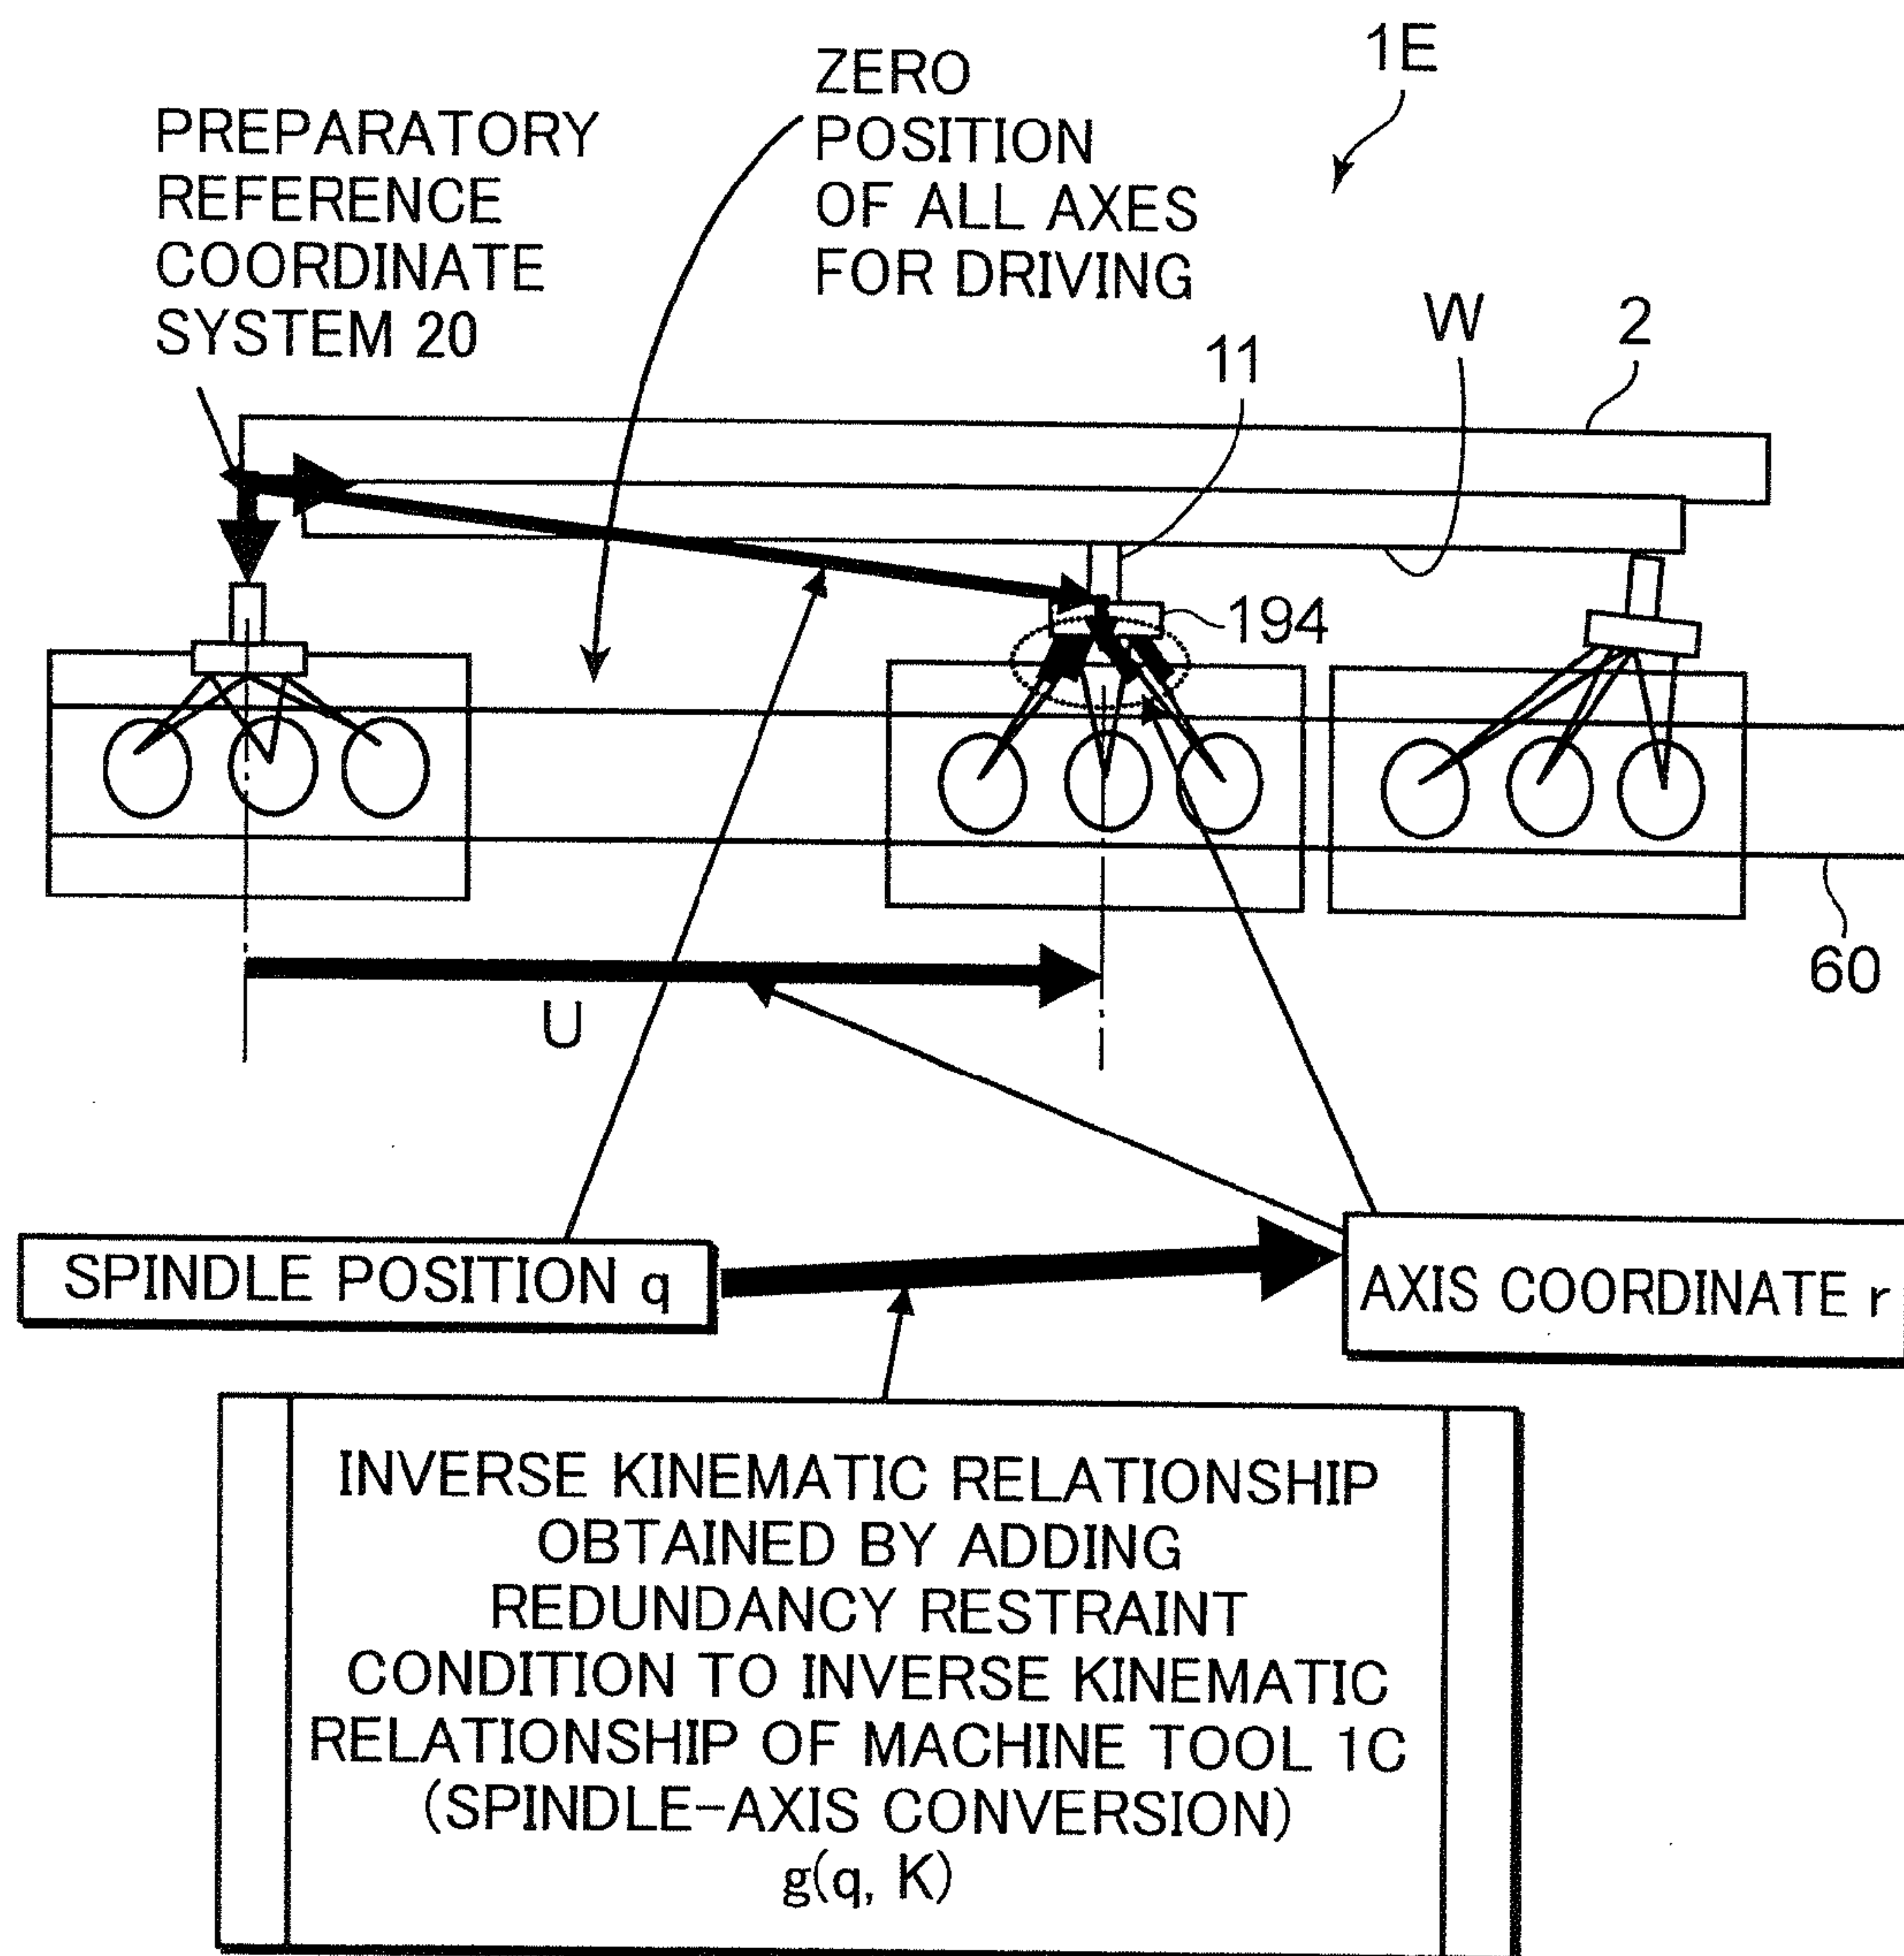 1E
ZERO
POSITION
OF ALL AXES
FOR DRIVING
PREPARATORY
REFERENCE
COORDINATE
SYSTEM 20
W
2
11
194
60
U
SPINDLE POSITION q
AXIS COORDINATE r
INVERSE KINEMATIC RELATIONSHIP
OBTAINED BY ADDING
REDUNDANCY RESTRAINT
CONDITION TO INVERSE KINEMATIC
RELATIONSHIP OF MACHINE TOOL 1C
(SPINDLE-AXIS CONVERSION)
g(q, K)